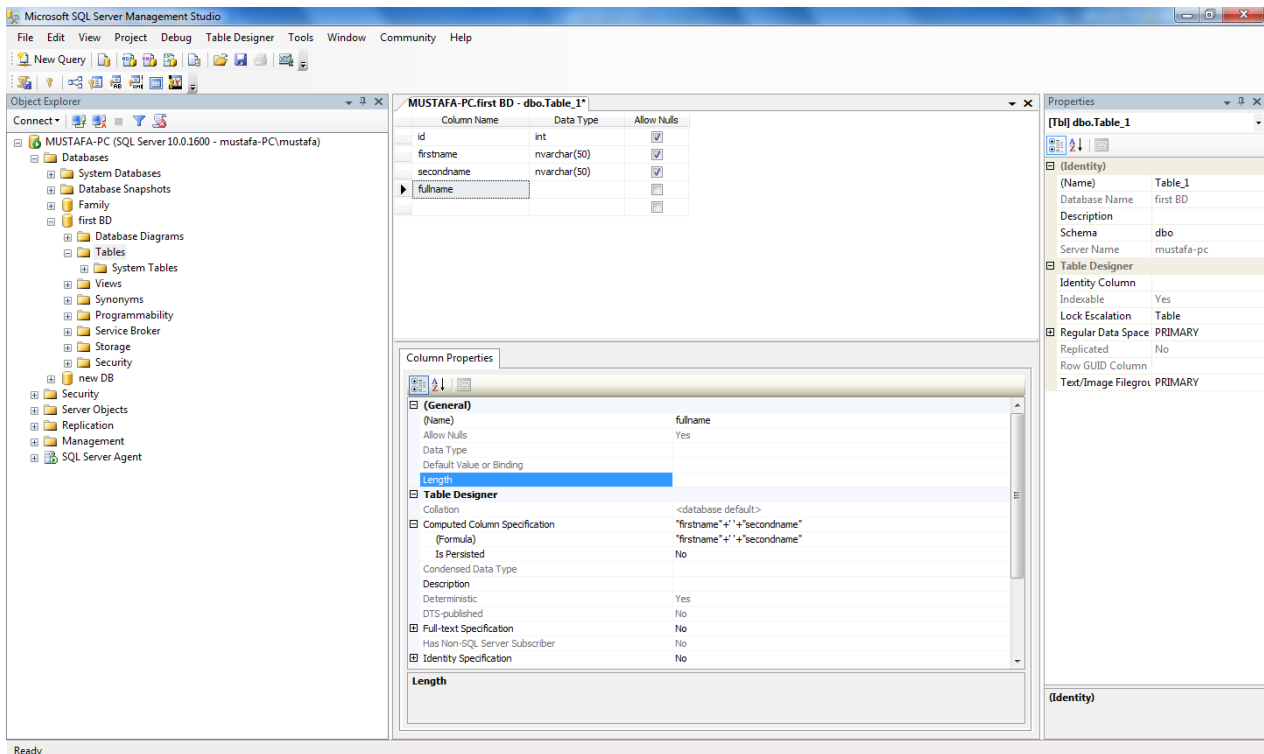 Microsoft SQL Server Management Studio
File Edit View Project Debug Table Designer Tools Window Community Help
New Query
Object Explorer
Connect
MUSTAFA-PC (SQL Server 10.0.1600 - mustafa-PC\mustafa)
Databases
System Databases
Database Snapshots
Family
first BD
Database Diagrams
Tables
System Tables
Views
Synonyms
Programmability
Service Broker
Storage
Security
new DB
Security
Server Objects
Replication
Management
SQL Server Agent
MUSTAFA-PC.first BD - dbo.Table_1*
Column Name Data Type Allow Nulls
id int
firstname nvarchar(50)
secondname nvarchar(50)
fullname
Column Properties
(General)
(Name) fullname
Allow Nulls Yes
Data Type
Default Value or Binding
Length
Table Designer
Collation <database default>
Computed Column Specification "firstname"+' '+"secondname"
(Formula) "firstname"+' '+"secondname"
Is Persisted No
Condensed Data Type
Description
Deterministic Yes
DTS-published No
Full-text Specification No
Has Non-SQL Server Subscriber No
Identity Specification No
Length
Properties
[Tbl] dbo.Table_1
(Identity)
(Name) Table_1
Database Name first BD
Description
Schema dbo
Server Name mustafa-pc
Table Designer
Identity Column
Indexable Yes
Lock Escalation Table
Regular Data Space PRIMARY
Replicated No
Row GUID Column
Text/Image Filegrou PRIMARY
(Identity)
Ready